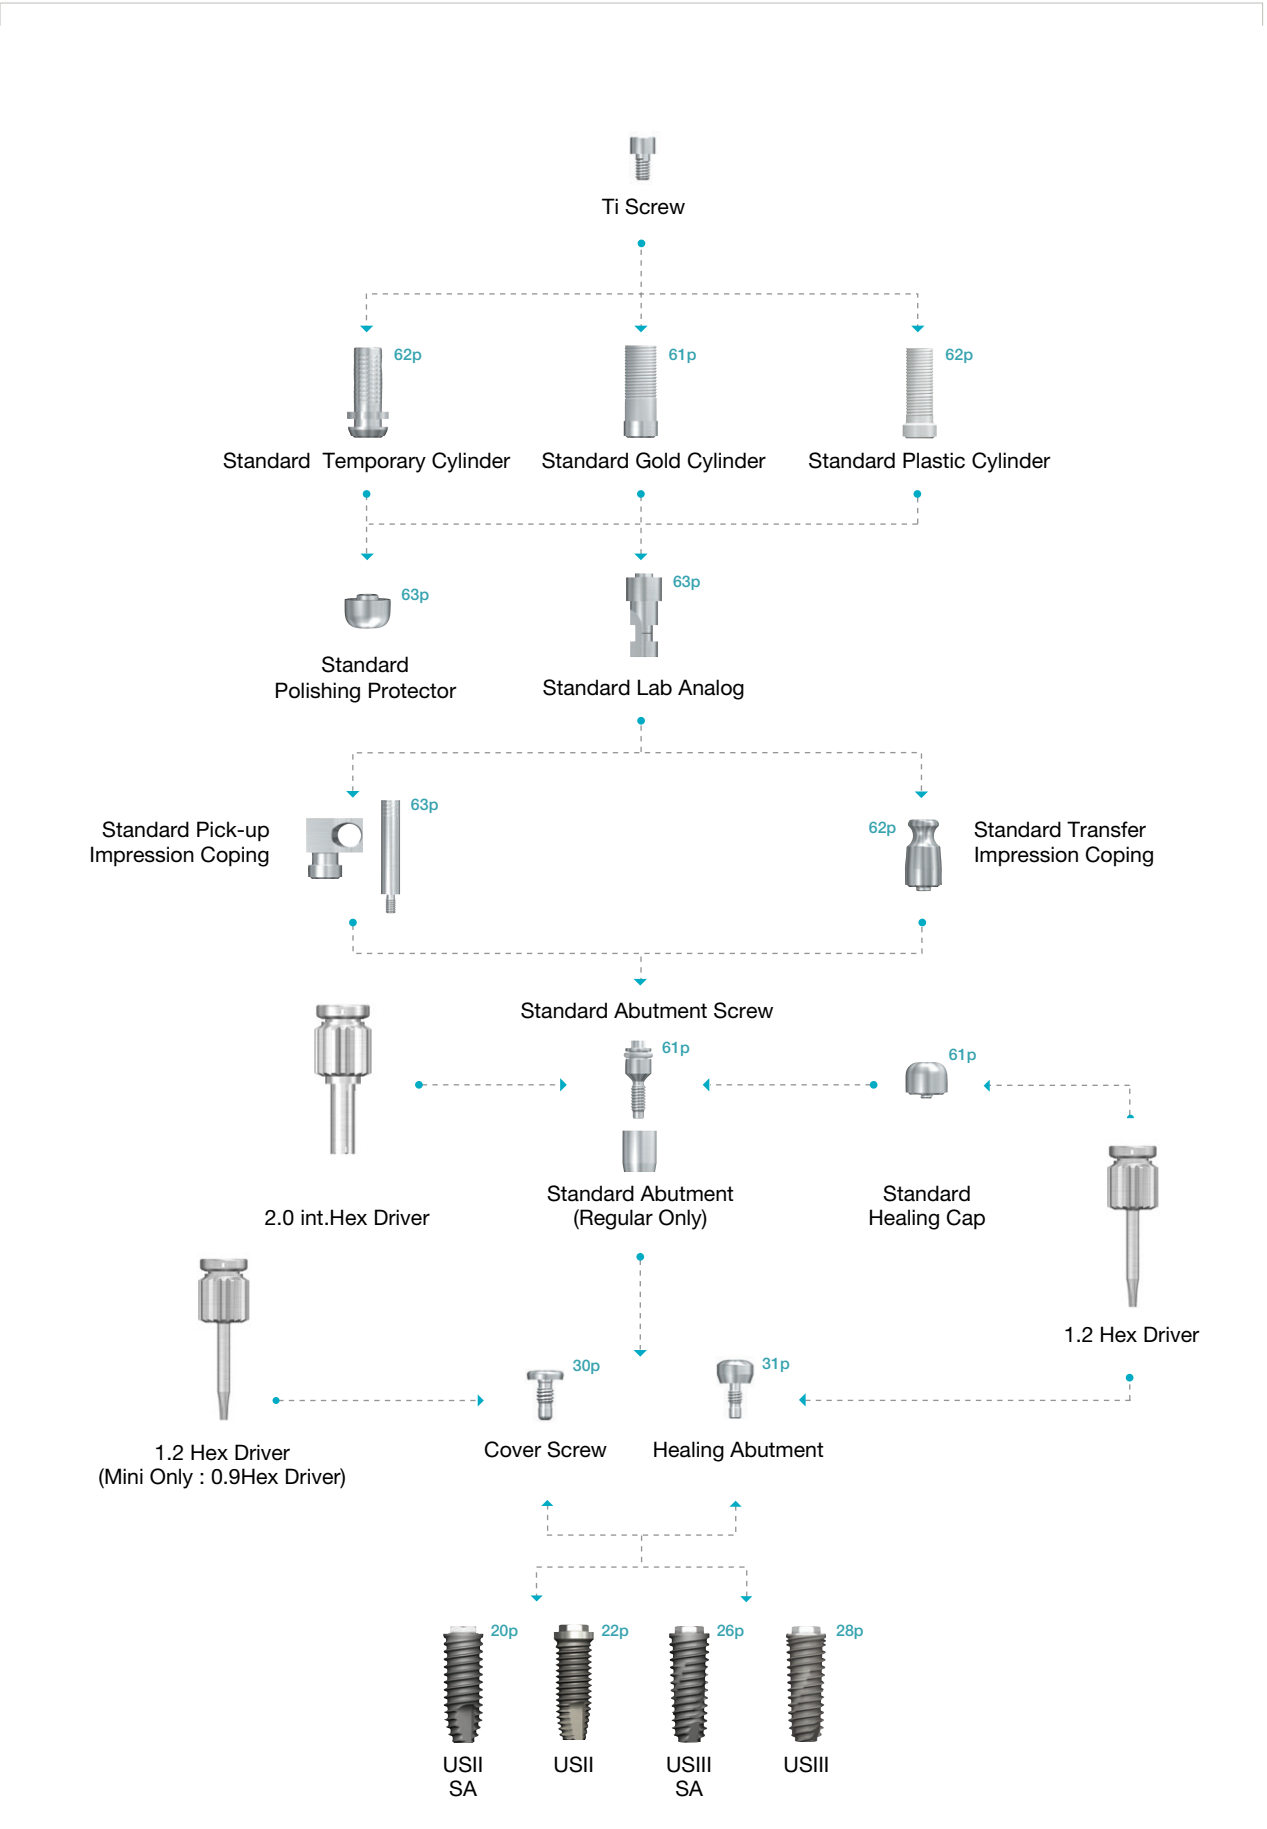 Ti Screw
62p
61p
62p
Standard Temporary Cylinder
Standard Gold Cylinder
Standard Plastic Cylinder
63p
63p
Standard
Polishing Protector
Standard Lab Analog
63p
Standard Pick-up
Impression Coping
62p
Standard Transfer
Impression Coping
Standard Abutment Screw
61p
61p
2.0 int.Hex Driver
Standard Abutment
(Regular Only)
Standard
Healing Cap
1.2 Hex Driver
30p
31p
1.2 Hex Driver
(Mini Only : 0.9Hex Driver)
Cover Screw
Healing Abutment
20p
22p
26p
28p
USII
SA
USII
USIII
SA
USIII